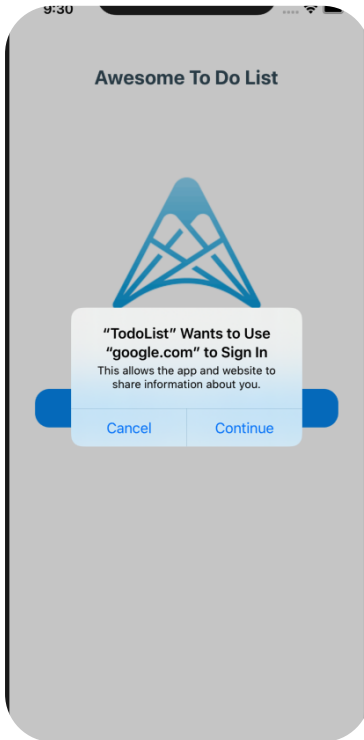 9:30
Awesome To Do List
“TodoList” Wants to Use
“google.com” to Sign In
This allows the app and website to
share information about you.
Cancel
Continue